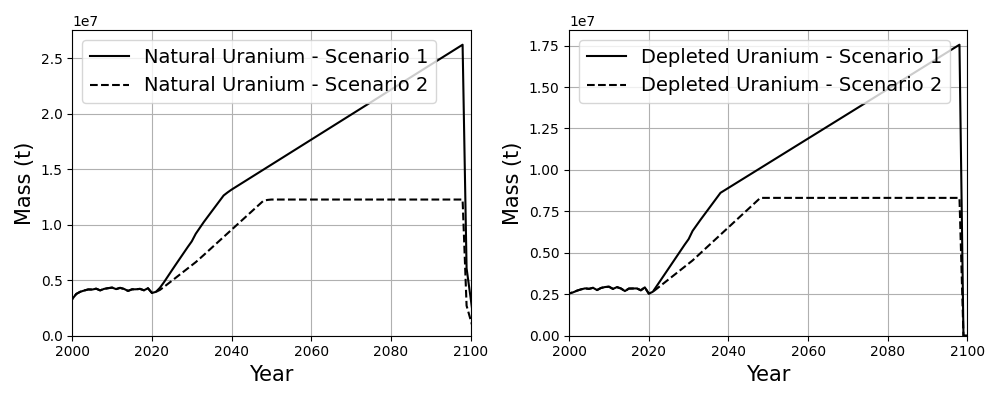 1e7
Natural Uranium - Scenario 1
Natural Uranium - Scenario 2
2.5
2.0
1.5
1.0
0.5
0.0
Mass (t)
2000 2020 2040 2060 2080 2100
Year
1e7
Depleted Uranium - Scenario 1
Depleted Uranium - Scenario 2
1.75
1.50
1.25
1.00
0.75
0.50
0.25
0.00
Mass (t)
2000 2020 2040 2060 2080 2100
Year